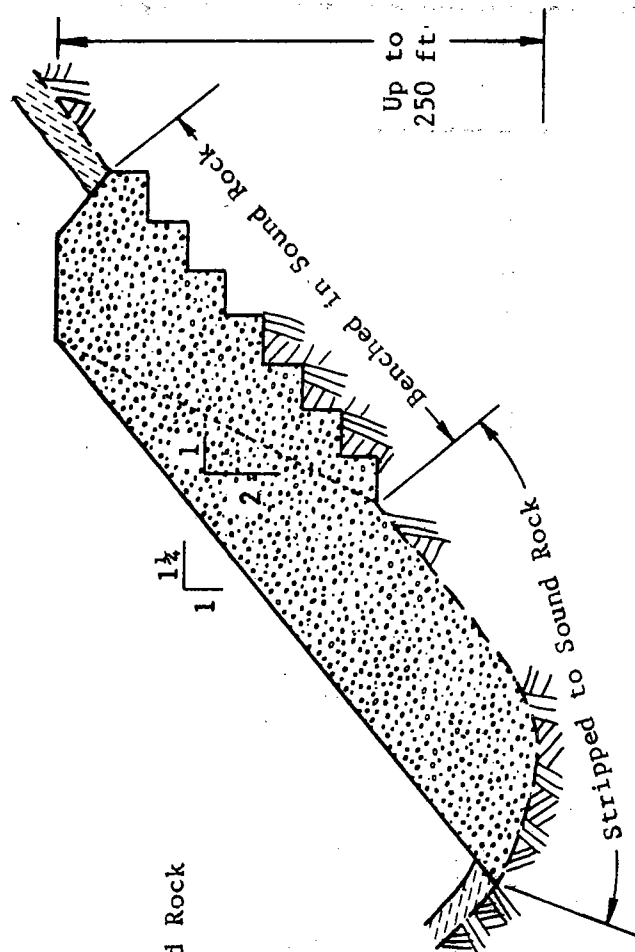 Up to
250 ft
Benched in Sound Rock
1
2
1¼
1
Stripped to Sound Rock
d Rock